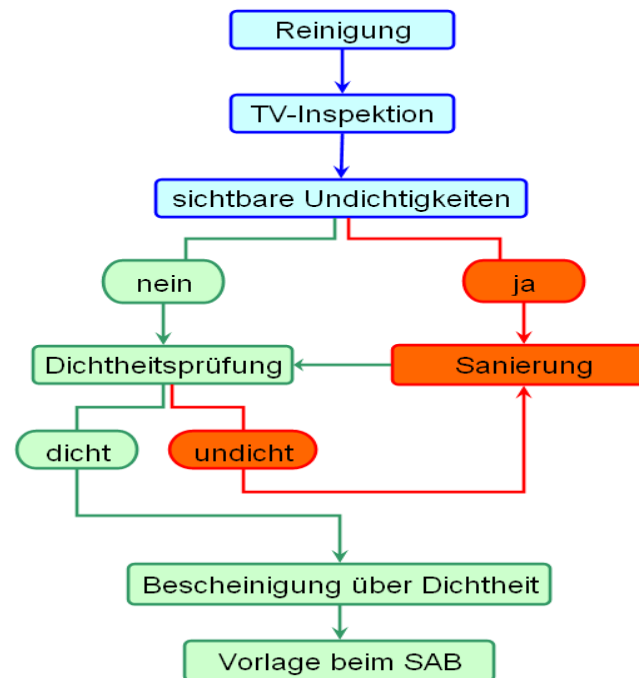 Reinigung
TV-Inspektion
sichtbare Undichtigkeiten
nein
ja
Dichtheitsprüfung
Sanierung
dicht
undicht
Bescheinigung über Dichtheit
Vorlage beim SAB